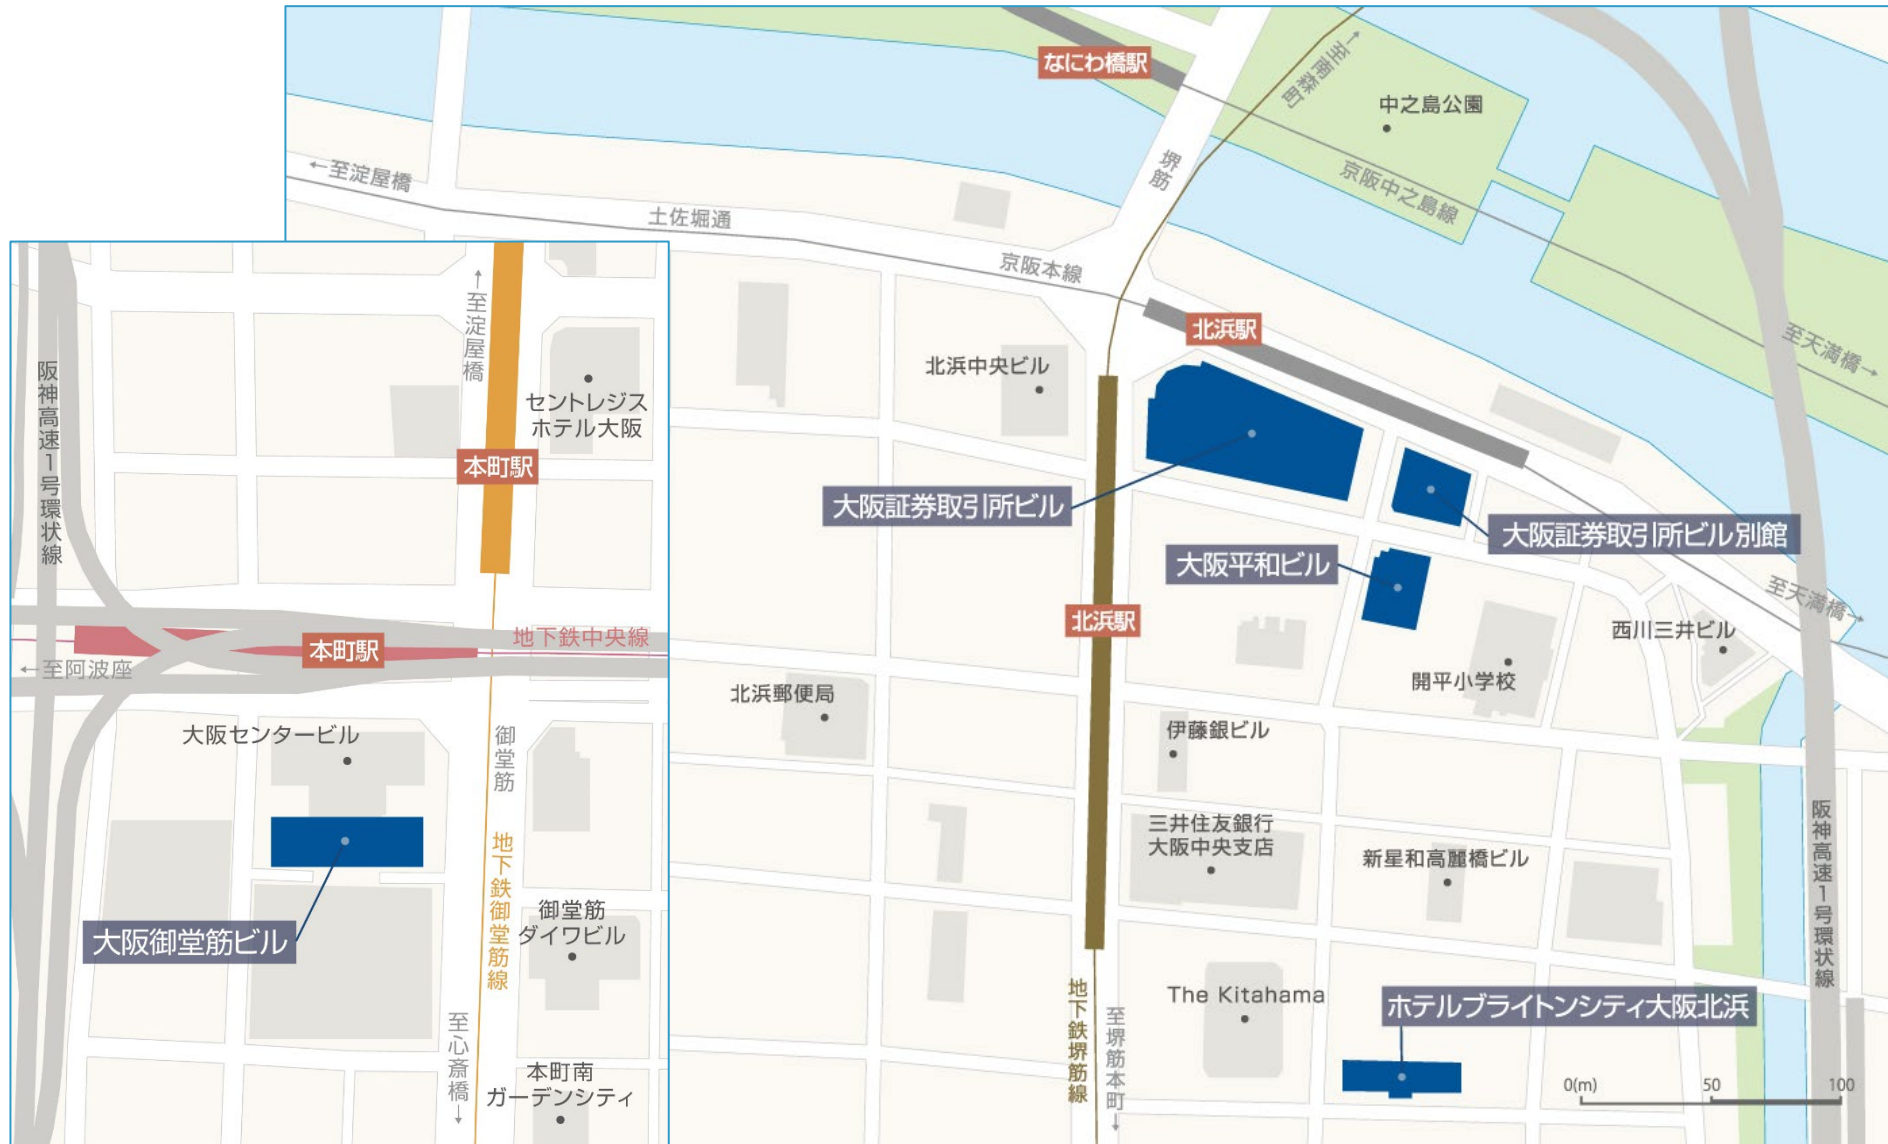 なにわ橋駅
→至南森町
中之島公園
堺筋
京阪中之島線
←至淀屋橋
土佐堀通
京阪本線
北浜駅
至天満橋→
北浜中央ビル
大阪証券取引所ビル
大阪証券取引所ビル別館
大阪平和ビル
北浜駅
至天満橋→
西川三井ビル
開平小学校
北浜郵便局
伊藤銀ビル
三井住友銀行
大阪中央支店
新星和高麗橋ビル
阪神高速1号環状線
The Kitahama
ホテルブライトンシティ大阪北浜
地下鉄堺筋線
至堺筋本町→
0(m) 50 100
←至淀屋橋
阪神高速1号環状線
セントレジス
ホテル大阪
本町駅
地下鉄中央線
本町駅
←至阿波座
大阪センタービル
御堂筋
地下鉄御堂筋線
大阪御堂筋ビル
御堂筋
ダイワビル
至心斎橋→
本町南
ガーデンシティ